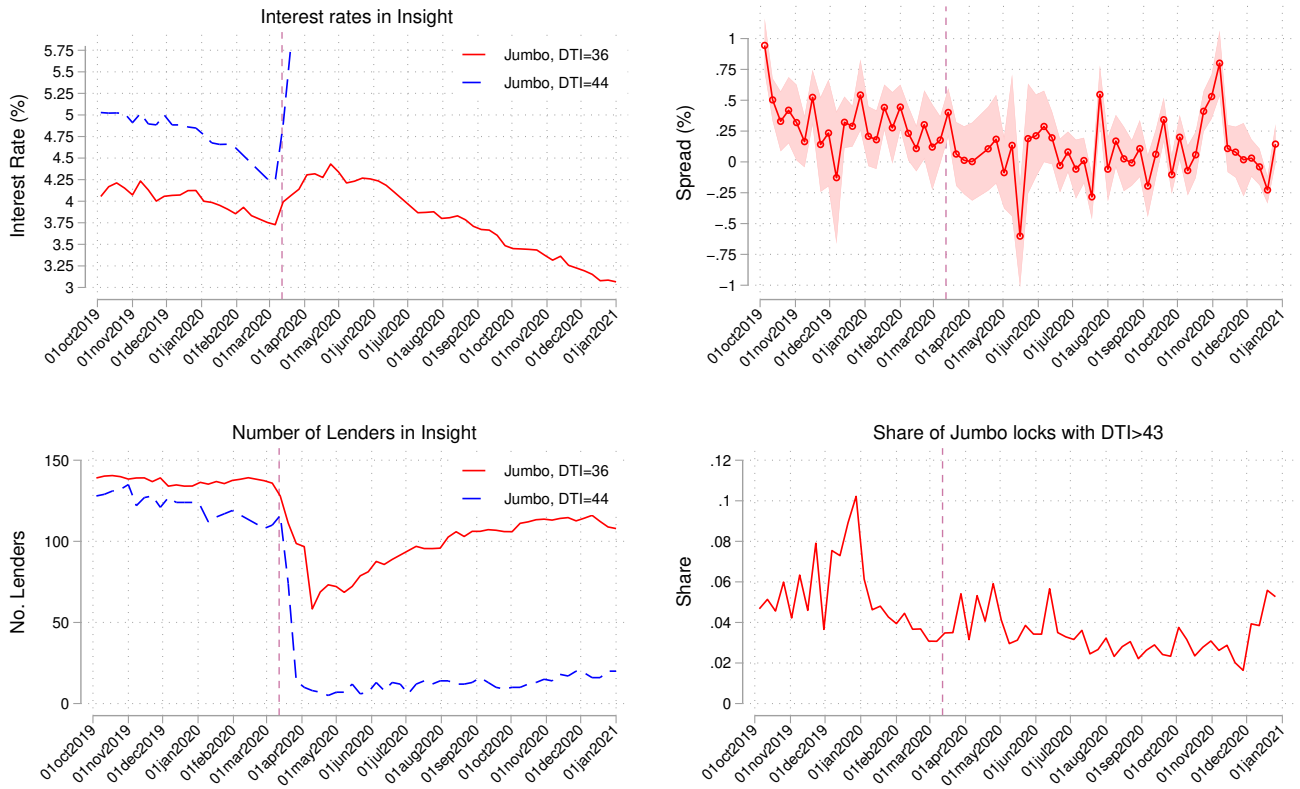 Interest rates in Insight
Interest Rate (%)
5.75
5.5
5.25
5
4.75
4.5
4.25
4
3.75
3.5
3.25
3
Jumbo, DTI=36
Jumbo, DTI=44
01oct2019
01nov2019
01dec2019
01jan2020
01feb2020
01mar2020
01apr2020
01may2020
01jun2020
01jul2020
01aug2020
01sep2020
01oct2020
01nov2020
01dec2020
01jan2021
Spread (%)
1
.75
.5
.25
0
-.25
-.5
-.75
-1
01oct2019
01nov2019
01dec2019
01jan2020
01feb2020
01mar2020
01apr2020
01may2020
01jun2020
01jul2020
01aug2020
01sep2020
01oct2020
01nov2020
01dec2020
01jan2021
Number of Lenders in Insight
No. Lenders
150
100
50
0
Jumbo, DTI=36
Jumbo, DTI=44
01oct2019
01nov2019
01dec2019
01jan2020
01feb2020
01mar2020
01apr2020
01may2020
01jun2020
01jul2020
01aug2020
01sep2020
01oct2020
01nov2020
01dec2020
01jan2021
Share of Jumbo locks with DTI>43
Share
.12
.1
.08
.06
.04
.02
0
01oct2019
01nov2019
01dec2019
01jan2020
01feb2020
01mar2020
01apr2020
01may2020
01jun2020
01jul2020
01aug2020
01sep2020
01oct2020
01nov2020
01dec2020
01jan2021